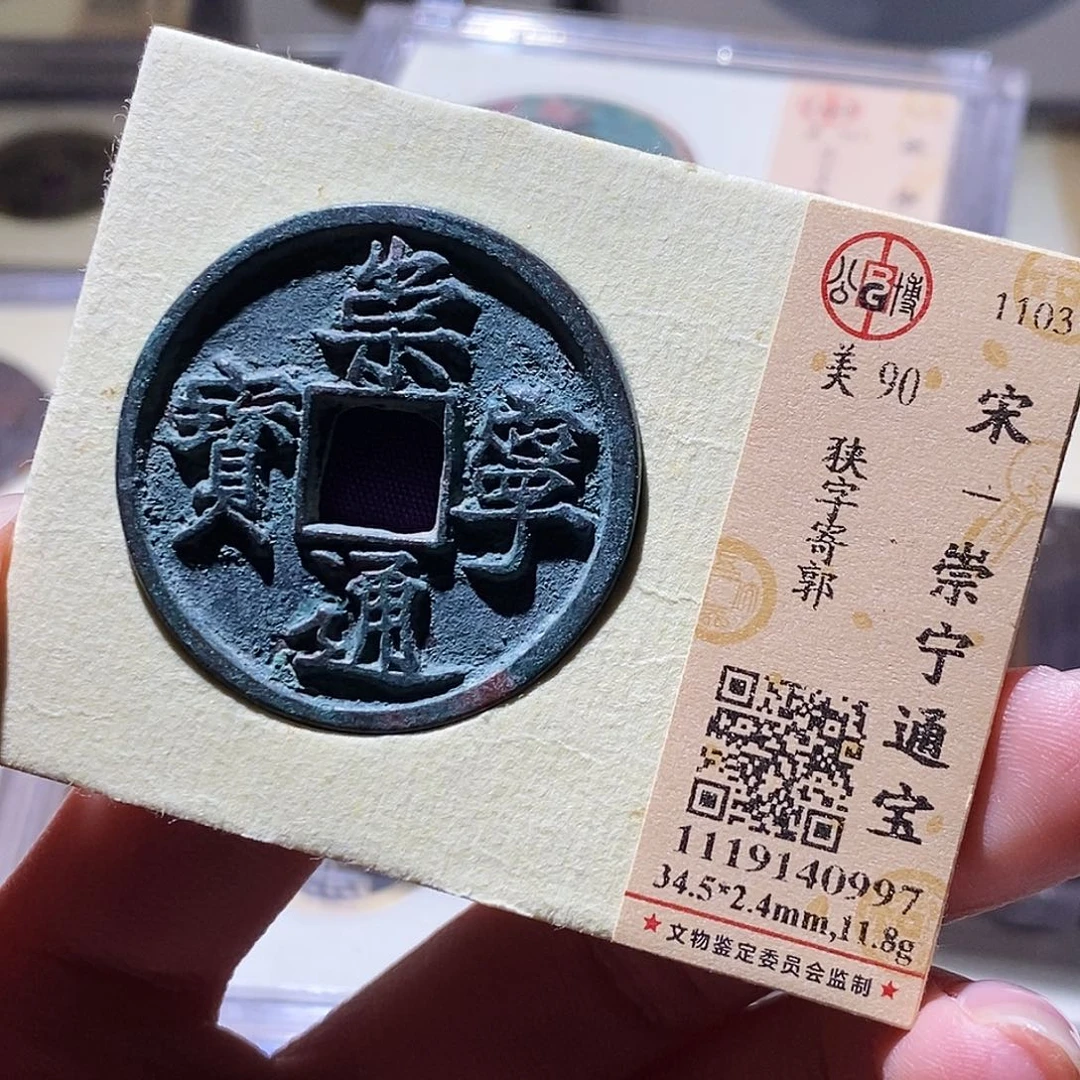 崇寧通寶
公博
PG
1103
美 90
宋 - 崇宁通宝
狭字寄郭
1119140997
34.5*2.4mm,11.8g
★文物鉴定委员会监制★